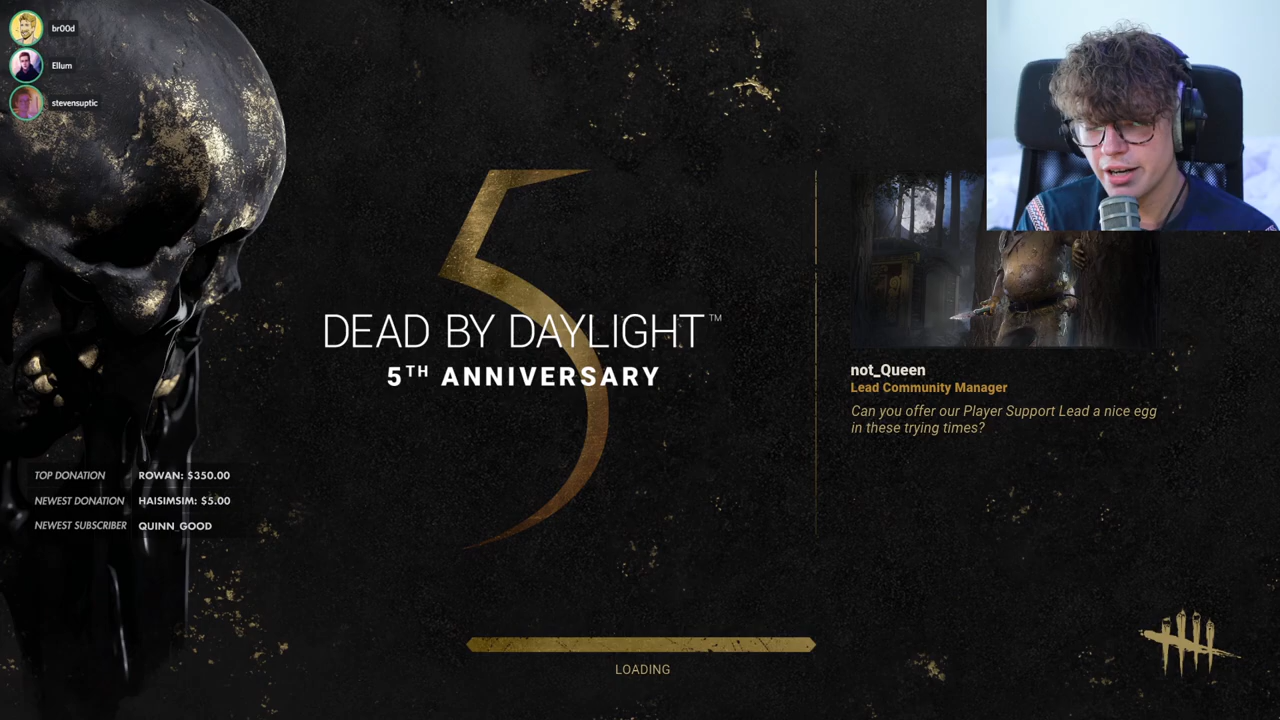 br00d
Ellum
stevensuptic
5
DEAD BY DAYLIGHT™
5TH ANNIVERSARY
not_Queen
Lead Community Manager
Can you offer our Player Support Lead a nice egg
in these trying times?
TOP DONATION ROWAN: $350.00
NEWEST DONATION HAISIMSIM: $5.00
NEWEST SUBSCRIBER QUINN_GOOD
LOADING